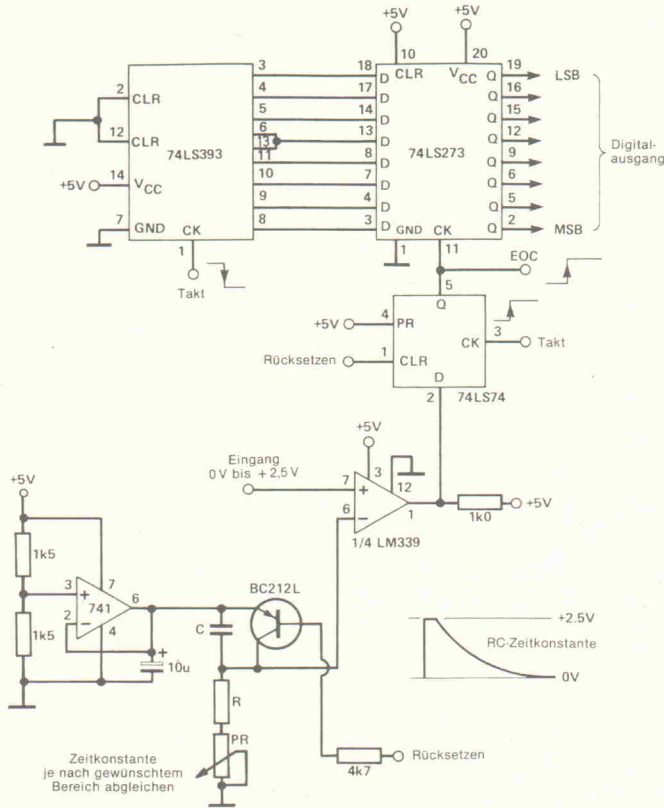 +5V
+5V
3
18
D
10
CLR
20
V_CC
Q
19
LSB
2
CLR
4
17
D
Q
16
5
14
D
Q
15
12
CLR
6
13
11
13
D
Q
12
Digital-
ausgang
74LS393
74LS273
8
D
Q
9
+5V
14
V_CC
10
7
D
Q
6
9
4
D
Q
5
7
GND
CK
8
3
D
GND
CK
Q
2
MSB
1
1
11
Takt
EOC
5
Q
+5V
4
PR
CK
3
Takt
Rücksetzen
1
CLR
D
2
74LS74
Eingang
0V bis +2,5V
+5V
3
12
7
+
6
−
1
1k0
+5V
1/4 LM339
+5V
1k5
3
+
7
741
6
2
−
4
1k5
+
10u
C
BC212L
+2.5V
RC-Zeitkonstante
0V
R
PR
Zeitkonstante
je nach gewünschtem
Bereich abgleichen
4k7
Rücksetzen